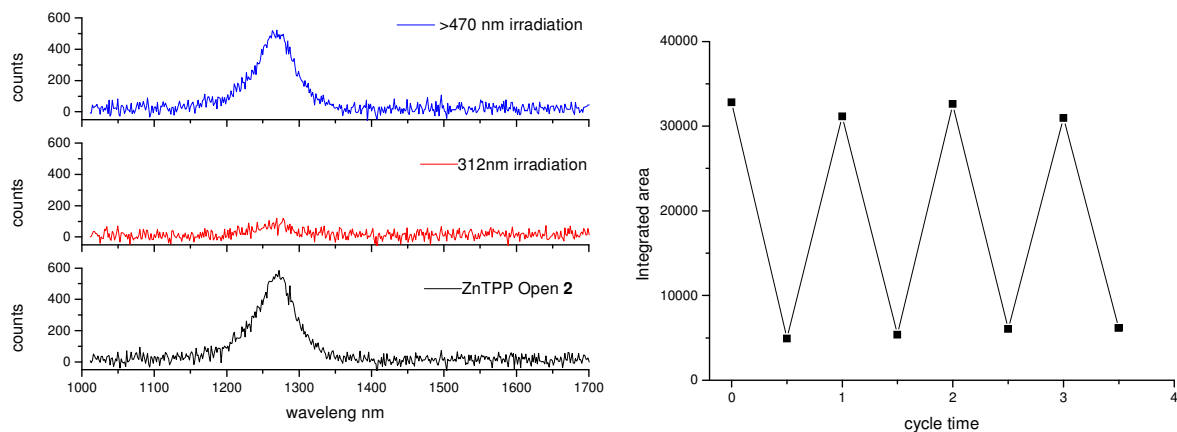 600
400
200
0
counts
>470 nm irradiation
600
400
200
0
counts
312nm irradiation
600
400
200
0
counts
ZnTPP Open 2
1000 1100 1200 1300 1400 1500 1600 1700
waveleng nm
40000
30000
20000
10000
0
Integrated area
0 1 2 3 4
cycle time